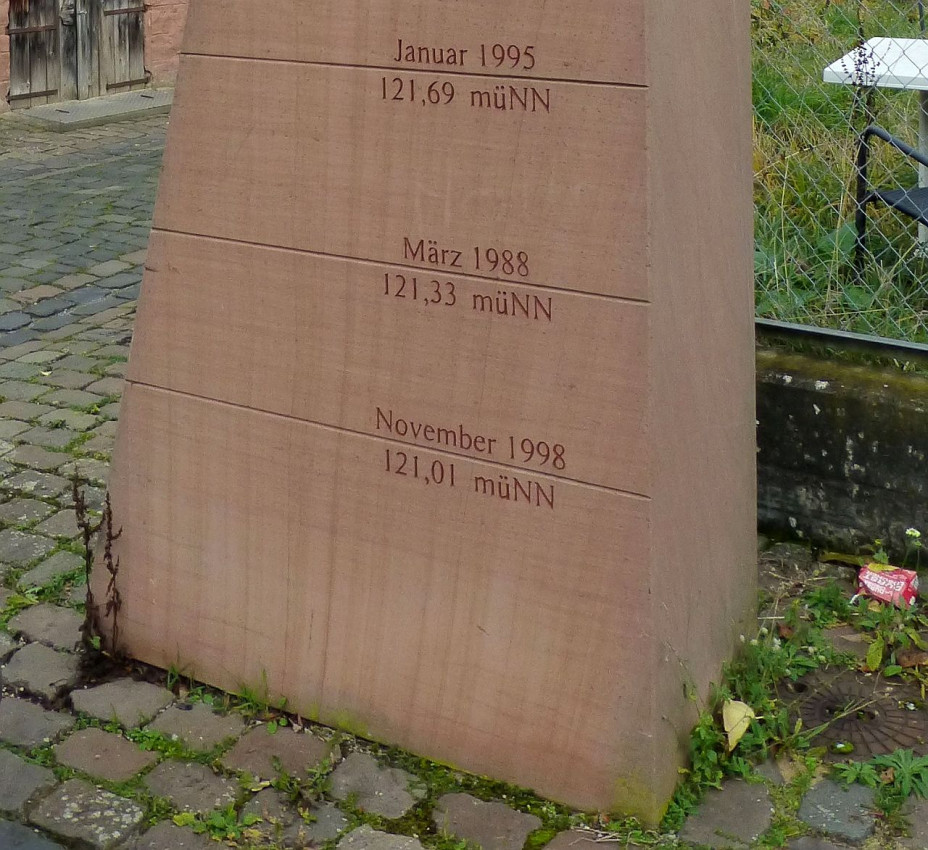 Januar 1995
121,69 müNN
März 1988
121,33 müNN
November 1998
121,01 müNN